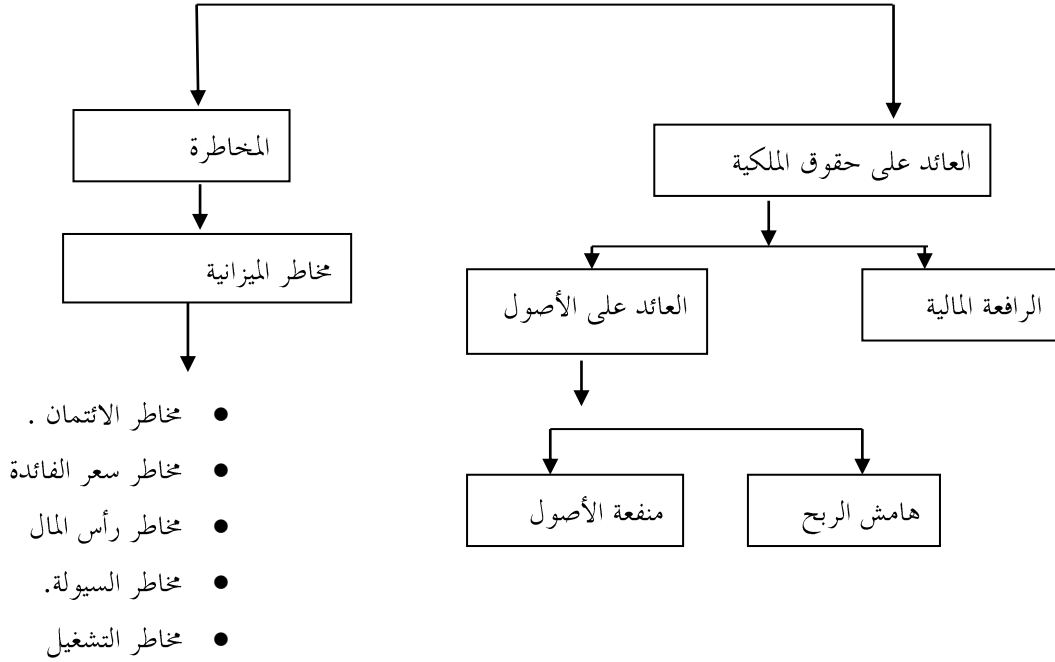 المخاطرة
العائد على حقوق الملكية
مخاطر الميزانية
العائد على الأصول
الرافعة المالية
منفعة الأصول
هامش الربح
● مخاطر الائتمان .
● مخاطر سعر الفائدة
● مخاطر رأس المال
● مخاطر السيولة.
● مخاطر التشغيل